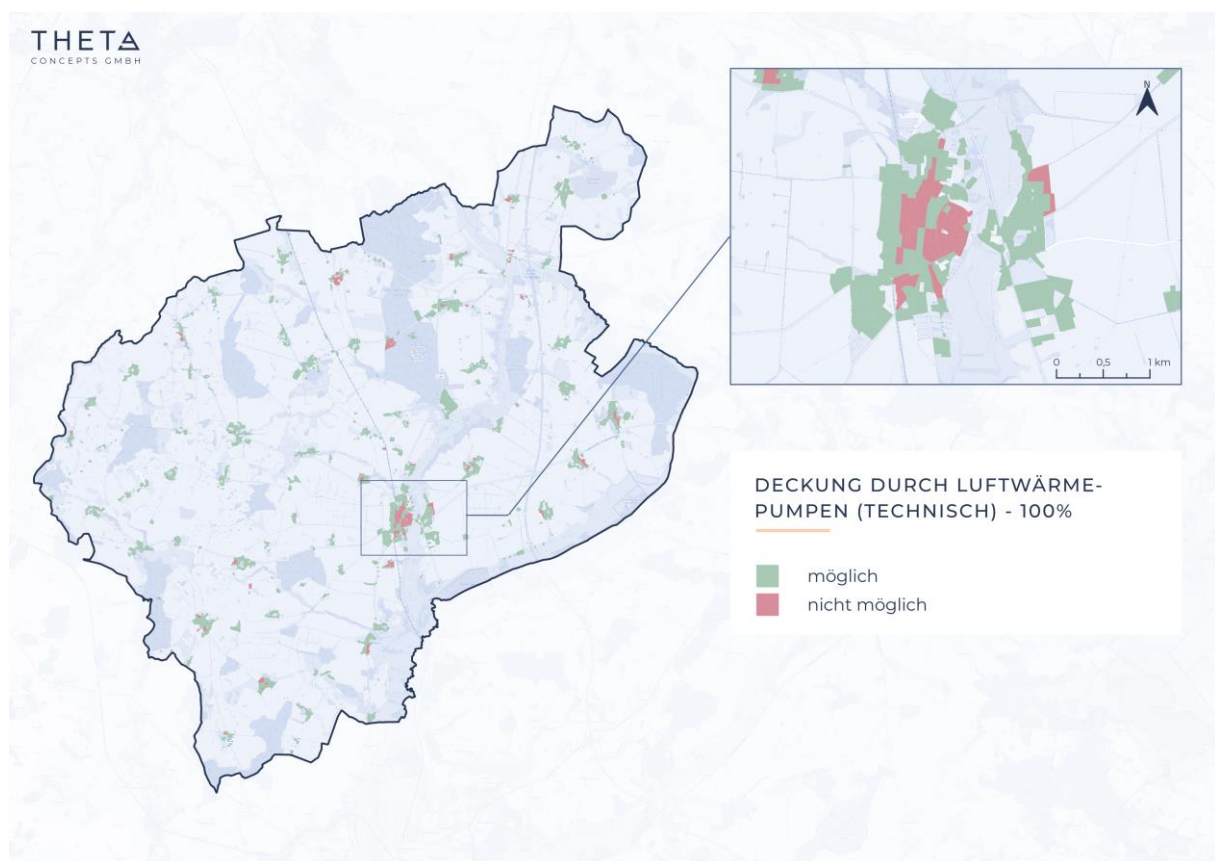 THETA
CONCEPTS GMBH
N
0 0,5 1 km
DECKUNG DURCH LUFTWÄRME-
PUMPEN (TECHNISCH) - 100%
möglich
nicht möglich